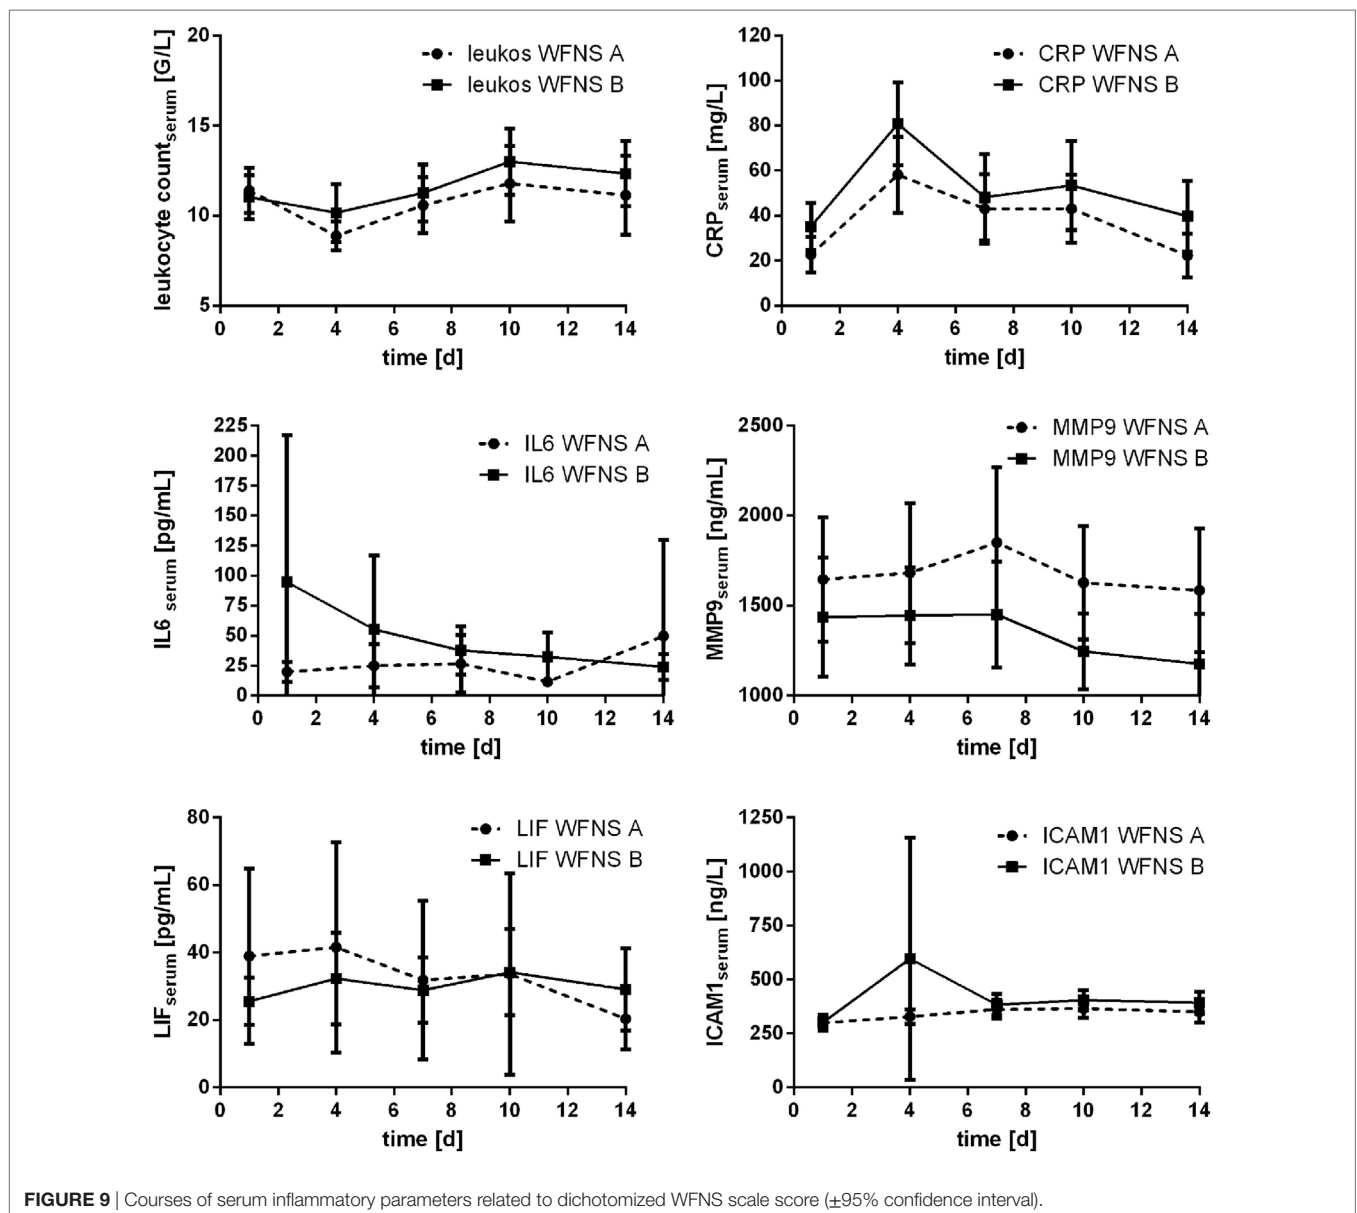 leukocyte count serum [G/L]
20
15
10
5
leukos WFNS A
leukos WFNS B
0 2 4 6 8 10 12 14
time [d]
CRP serum [mg/L]
120
100
80
60
40
20
0
CRP WFNS A
CRP WFNS B
0 2 4 6 8 10 12 14
time [d]
IL6 serum [pg/mL]
225
200
175
150
125
100
75
50
25
0
IL6 WFNS A
IL6 WFNS B
0 2 4 6 8 10 12 14
time [d]
MMP9 serum [ng/mL]
2500
2000
1500
1000
MMP9 WFNS A
MMP9 WFNS B
0 2 4 6 8 10 12 14
time [d]
LIF serum [pg/mL]
80
60
40
20
0
LIF WFNS A
LIF WFNS B
0 2 4 6 8 10 12 14
time [d]
ICAM1 serum [ng/L]
1250
1000
750
500
250
0
ICAM1 WFNS A
ICAM1 WFNS B
0 2 4 6 8 10 12 14
time [d]
FIGURE 9 | Courses of serum inflammatory parameters related to dichotomized WFNS scale score (±95% confidence interval).